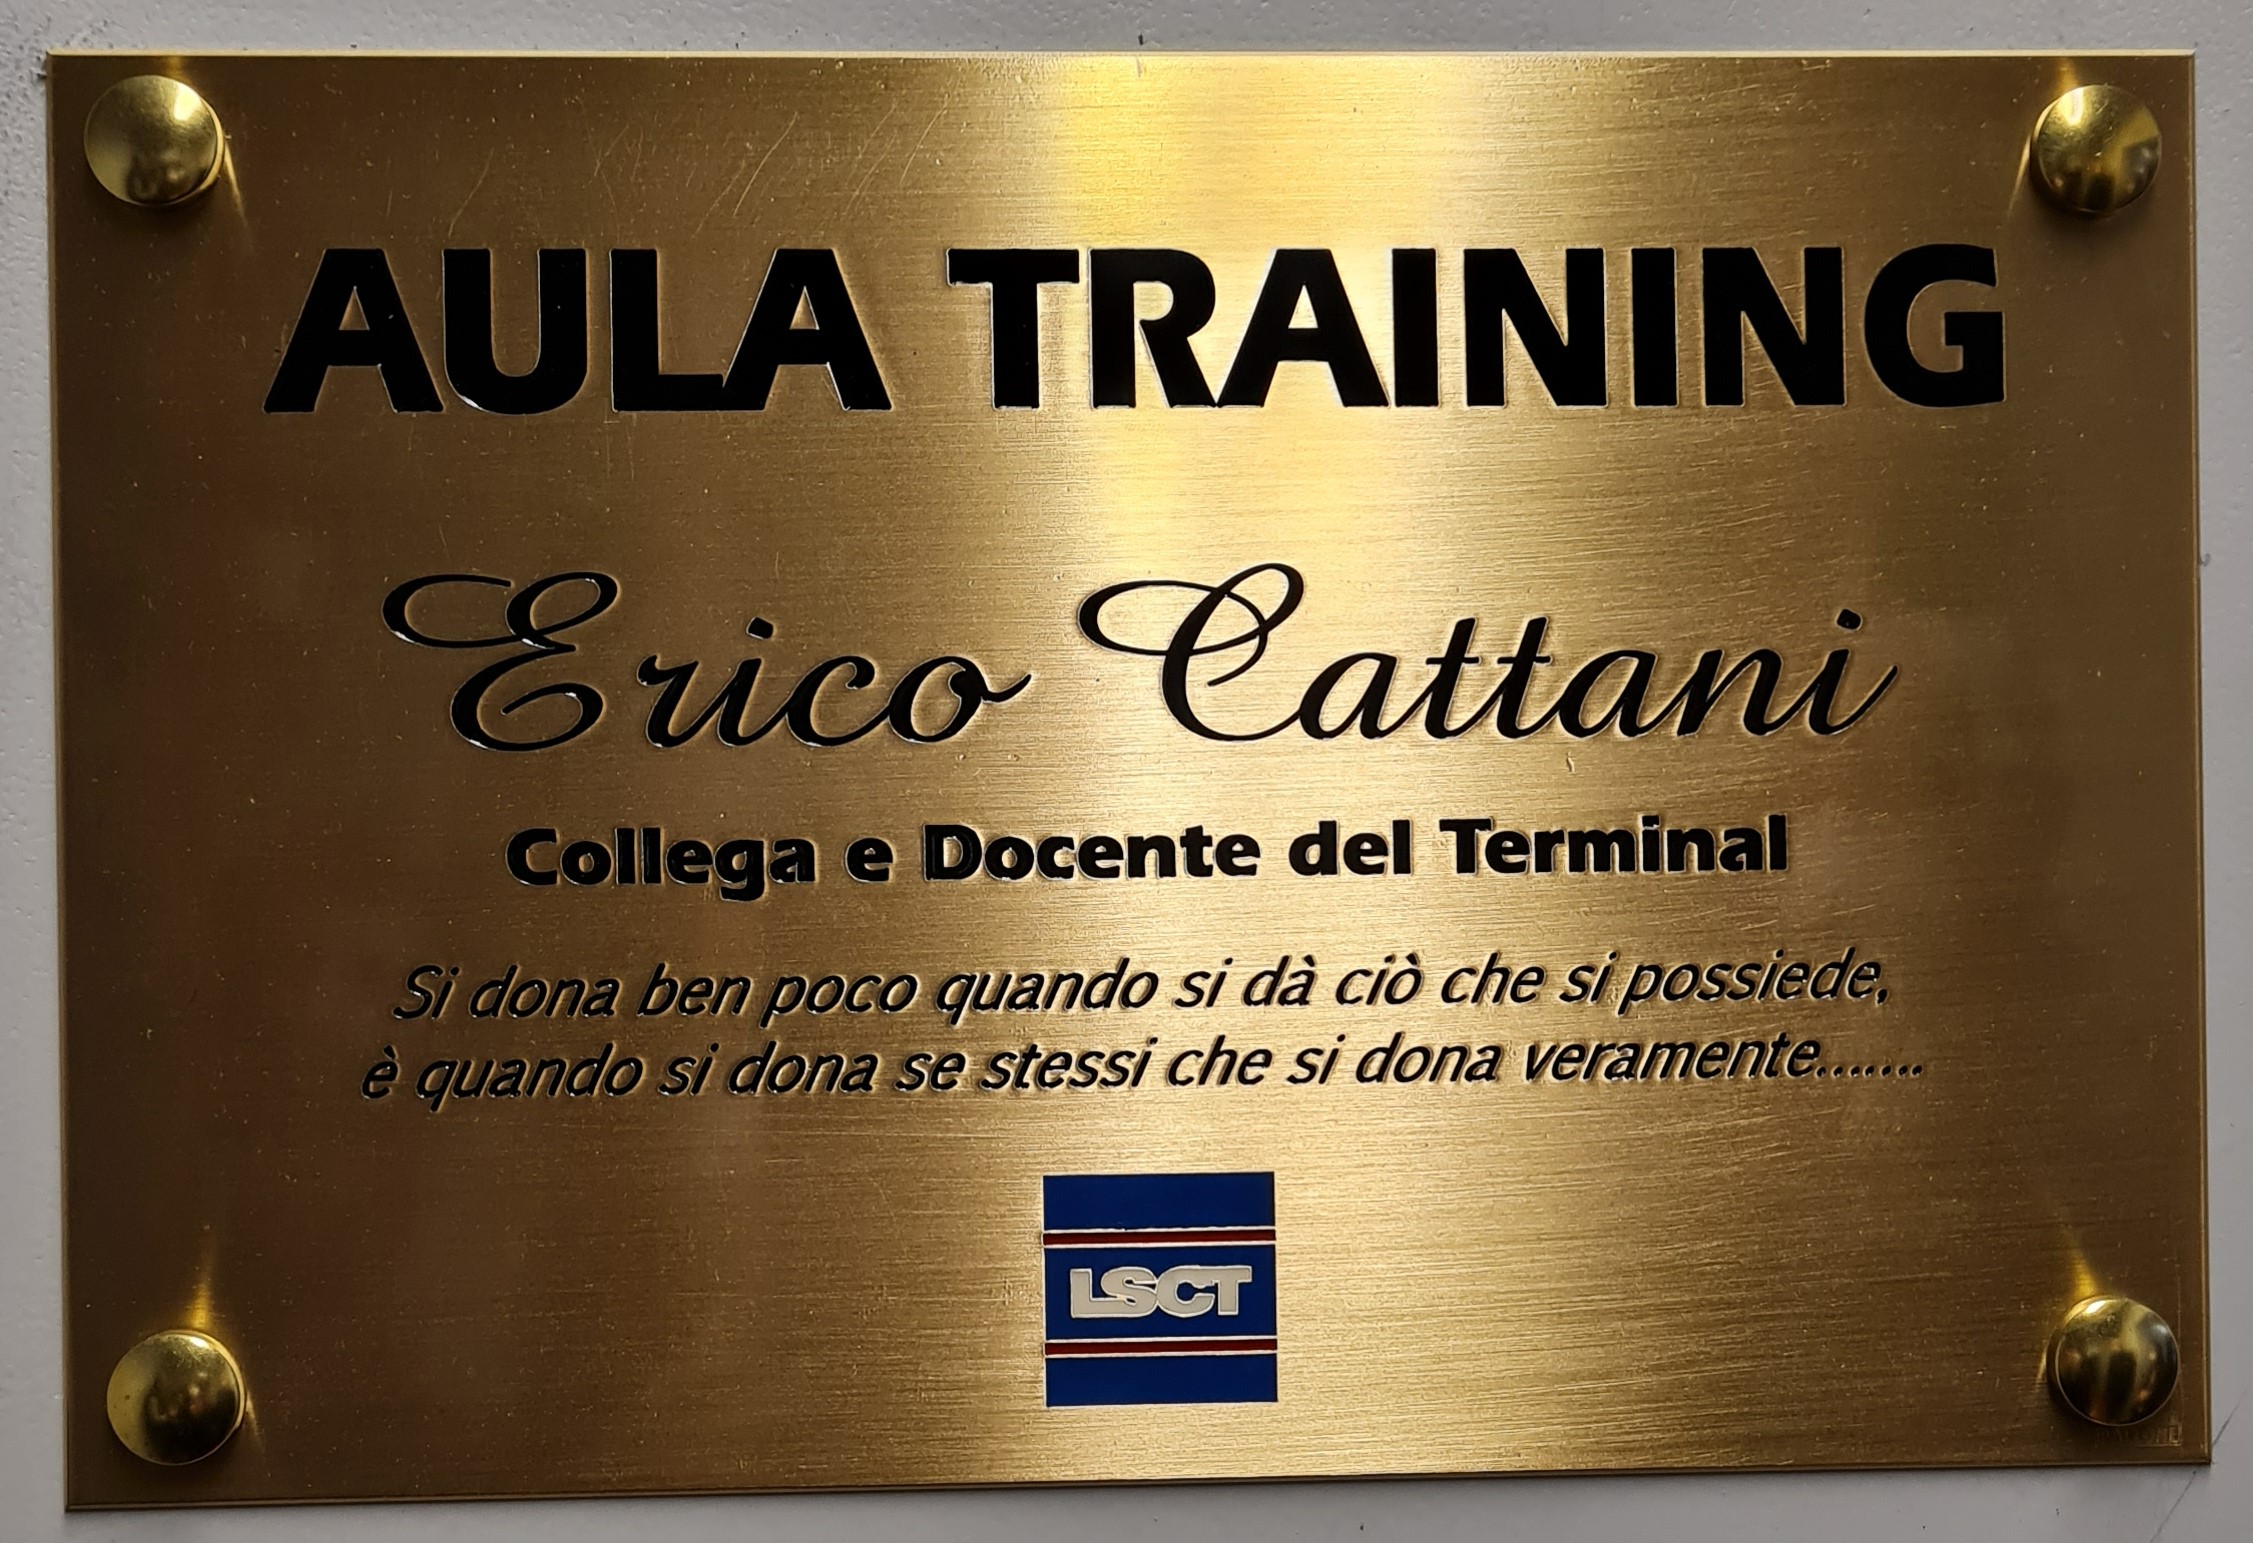 AULA TRAINING
Erico Cattani
Collega e Docente del Terminal
Si dona ben poco quando si dà ciò che si possiede,
è quando si dona se stessi che si dona veramente.......
LSCT